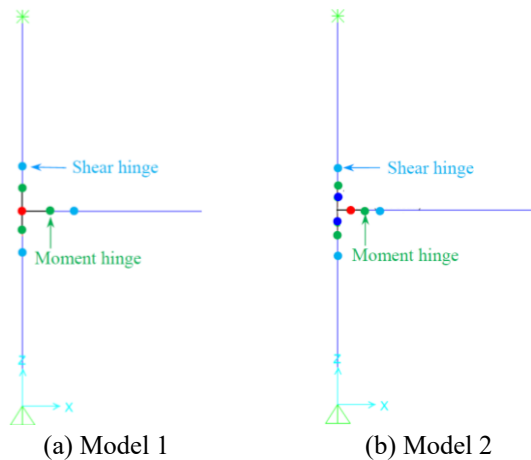 Shear hinge
Shear hinge
Moment hinge
Moment hinge
Z
Z
X
X
(a) Model 1
(b) Model 2